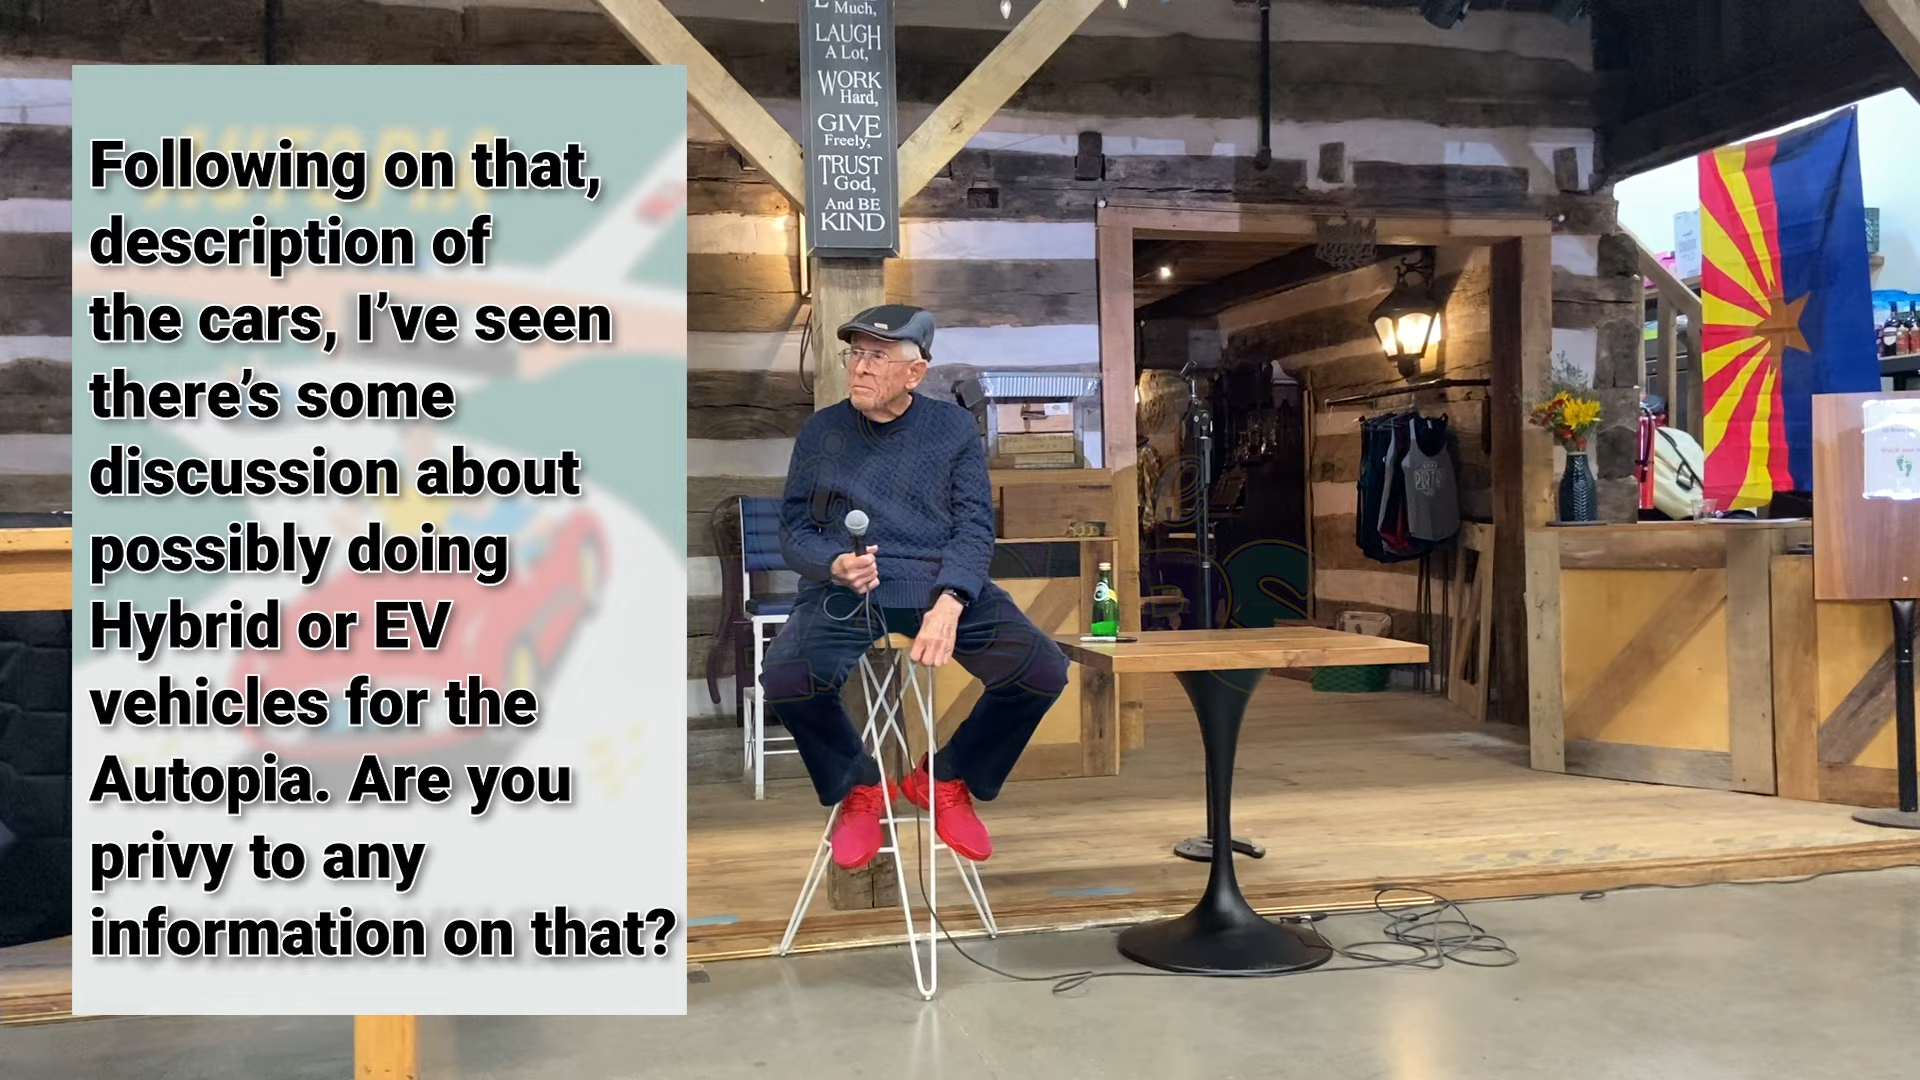 Following on that,
description of
the cars, I've seen
there's some
discussion about
possibly doing
Hybrid or EV
vehicles for the
Autopia. Are you
privy to any
information on that?
AUTOPIA
Much,
LAUGH
A Lot,
WORK
Hard,
GIVE
Freely,
TRUST
God,
And BE
KIND